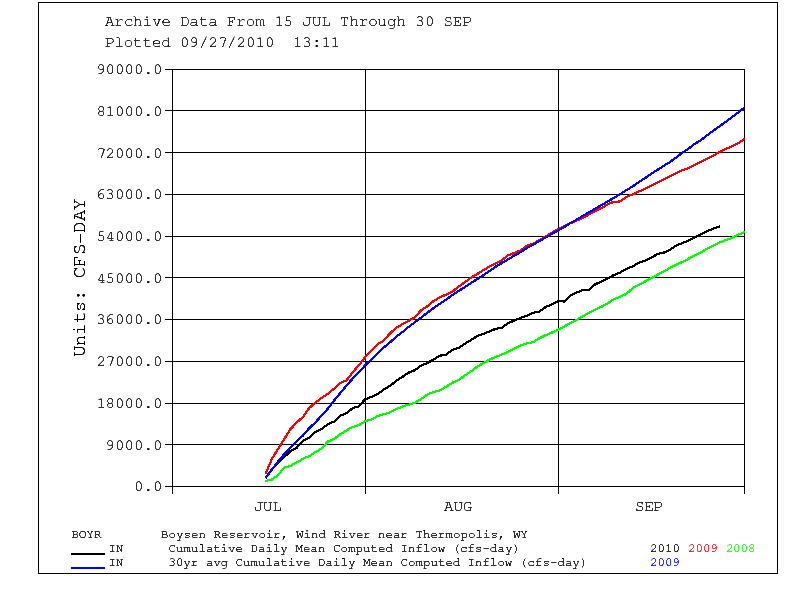 Archive Data From 15 JUL Through 30 SEP
Plotted 09/27/2010  13:11
90000.0
81000.0
72000.0
63000.0
54000.0
45000.0
36000.0
27000.0
18000.0
9000.0
0.0
Units: CFS-DAY
JUL AUG SEP
BOYR Boysen Reservoir, Wind River near Thermopolis, WY
IN Cumulative Daily Mean Computed Inflow (cfs-day) 2010 2009 2008
IN 30yr avg Cumulative Daily Mean Computed Inflow (cfs-day) 2009